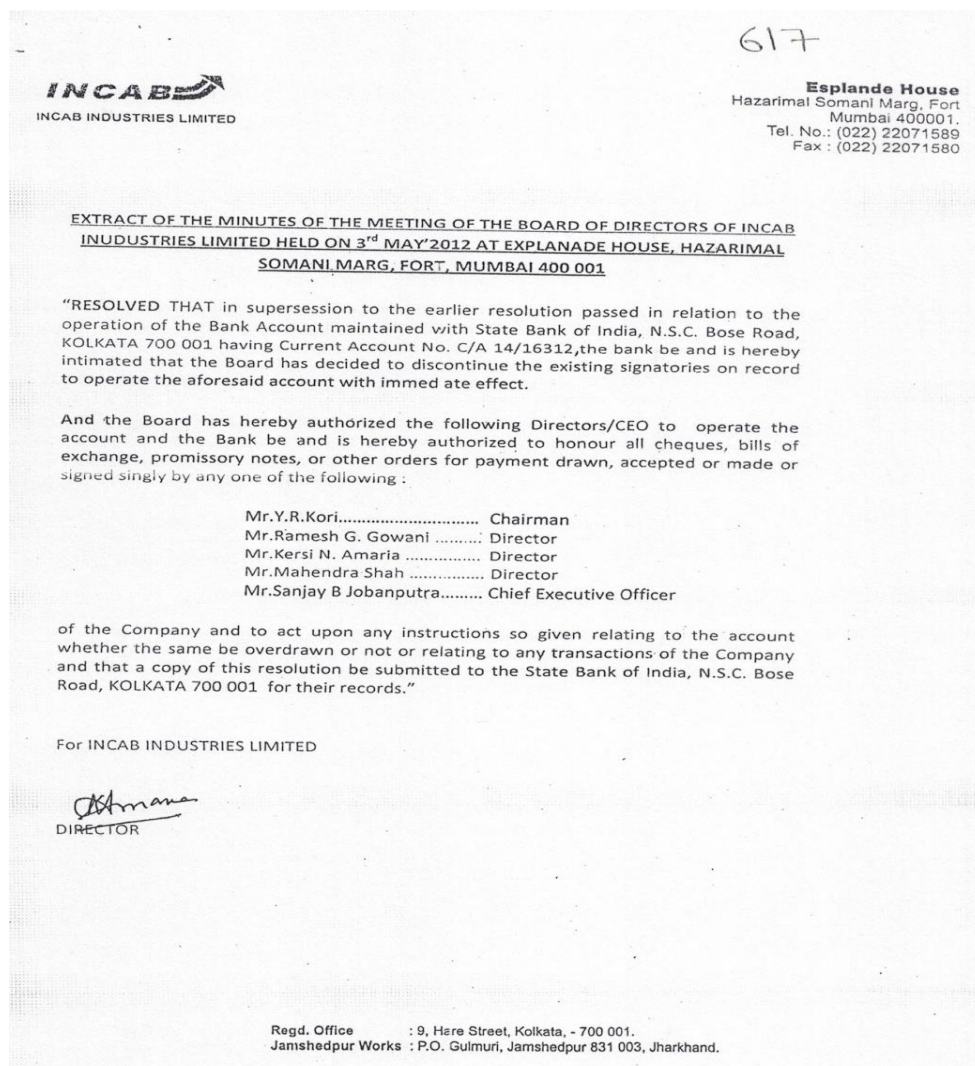 617
INCAB
INCAB INDUSTRIES LIMITED
Esplande House
Hazarimal Somani Marg, Fort
Mumbai 400001.
Tel. No.: (022) 22071589
Fax : (022) 22071580
EXTRACT OF THE MINUTES OF THE MEETING OF THE BOARD OF DIRECTORS OF INCAB
INUDUSTRIES LIMITED HELD ON 3rd MAY'2012 AT EXPLANADE HOUSE, HAZARIMAL
SOMANI MARG, FORT, MUMBAI 400 001
"RESOLVED THAT in supersession to the earlier resolution passed in relation to the
operation of the Bank Account maintained with State Bank of India, N.S.C. Bose Road,
KOLKATA 700 001 having Current Account No. C/A 14/16312,the bank be and is hereby
intimated that the Board has decided to discontinue the existing signatories on record
to operate the aforesaid account with immed ate effect.
And the Board has hereby authorized the following Directors/CEO to operate the
account and the Bank be and is hereby authorized to honour all cheques, bills of
exchange, promissory notes, or other orders for payment drawn, accepted or made or
signed singly by any one of the following :
Mr.Y.R.Kori............................ Chairman
Mr.Ramesh G. Gowani ......... Director
Mr.Kersi N. Amaria ............... Director
Mr.Mahendra Shah ............... Director
Mr.Sanjay B Jobanputra......... Chief Executive Officer
of the Company and to act upon any instructions so given relating to the account
whether the same be overdrawn or not or relating to any transactions of the Company
and that a copy of this resolution be submitted to the State Bank of India, N.S.C. Bose
Road, KOLKATA 700 001 for their records."
For INCAB INDUSTRIES LIMITED
DIRECTOR
Regd. Office : 9, Hare Street, Kolkata, - 700 001.
Jamshedpur Works : P.O. Gulmuri, Jamshedpur 831 003, Jharkhand.